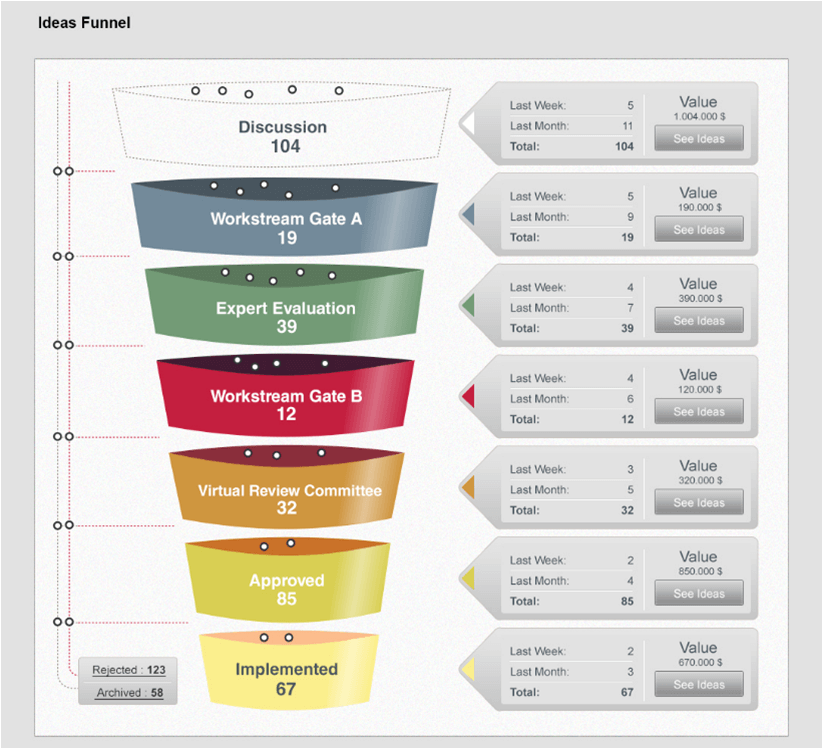 Ideas Funnel
Discussion
104
Last Week: 5
Last Month: 11
Total: 104
Value
1.004.000 $
See Ideas
Workstream Gate A
19
Last Week: 5
Last Month: 9
Total: 19
Value
190.000 $
See Ideas
Expert Evaluation
39
Last Week: 4
Last Month: 7
Total: 39
Value
390.000 $
See Ideas
Workstream Gate B
12
Last Week: 4
Last Month: 6
Total: 12
Value
120.000 $
See Ideas
Virtual Review Committee
32
Last Week: 3
Last Month: 5
Total: 32
Value
320.000 $
See Ideas
Approved
85
Last Week: 2
Last Month: 4
Total: 85
Value
850.000 $
See Ideas
Implemented
67
Last Week: 2
Last Month: 3
Total: 67
Value
670.000 $
See Ideas
Rejected : 123
Archived : 58